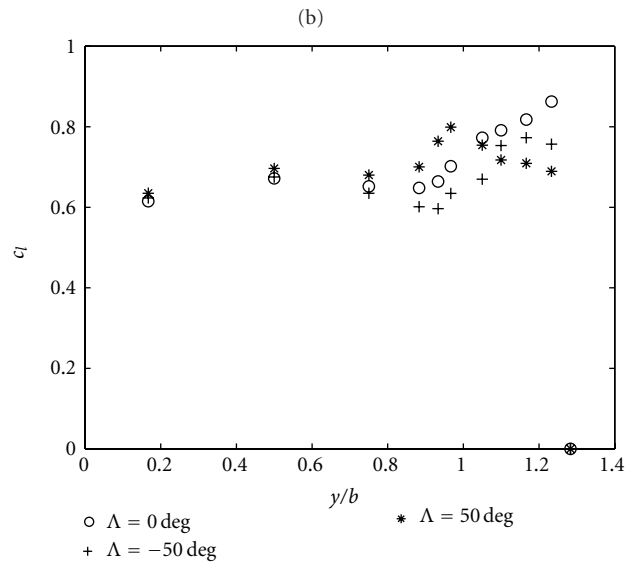 (b)
1
0.8
0.6
0.4
0.2
0
c_l
0 0.2 0.4 0.6 0.8 1 1.2 1.4
y/b
Λ = 0 deg
Λ = −50 deg
Λ = 50 deg